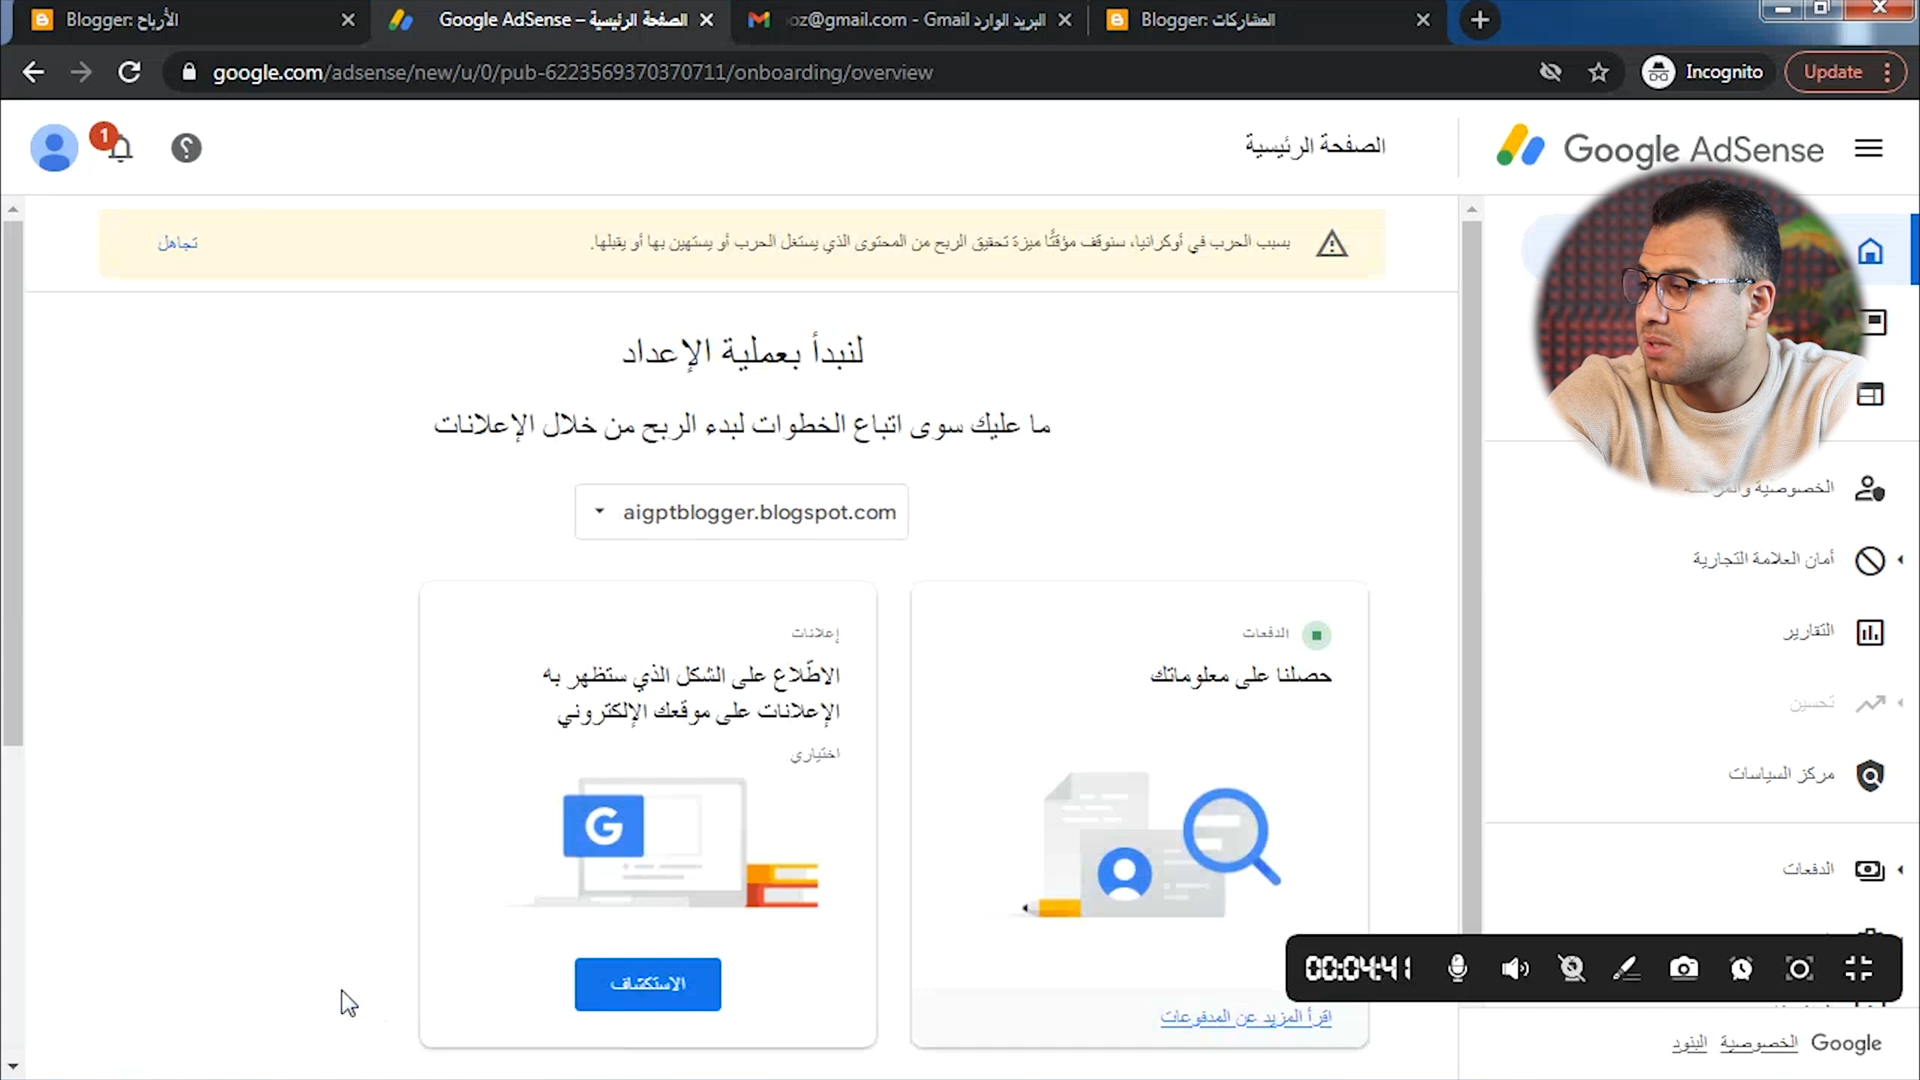 Blogger: الأرباح
Google AdSense – الصفحة الرئيسية
oz@gmail.com - Gmail البريد الوارد
Blogger: المشاركات
google.com/adsense/new/u/0/pub-6223569370370711/onboarding/overview
Incognito
Update
1
الصفحة الرئيسية
Google AdSense
بسبب الحرب في أوكرانيا، سنوقف مؤقتًا ميزة تحقيق الربح من المحتوى الذي يستغل الحرب أو يستهين بها أو يقبلها.
تجاهل
لنبدأ بعملية الإعداد
ما عليك سوى اتباع الخطوات لبدء الربح من خلال الإعلانات
aigptblogger.blogspot.com
الدفعات
حصلنا على معلوماتك
اقرأ المزيد عن المدفوعات
إعلانات
الاطّلاع على الشكل الذي ستظهر به
الإعلانات على موقعك الإلكتروني
اختياري
G
الاستكشاف
الخصوصية
أمان العلامة التجارية
التقارير
تحسين
مركز السياسات
الدفعات
00:04:41
Google الخصوصية البنود